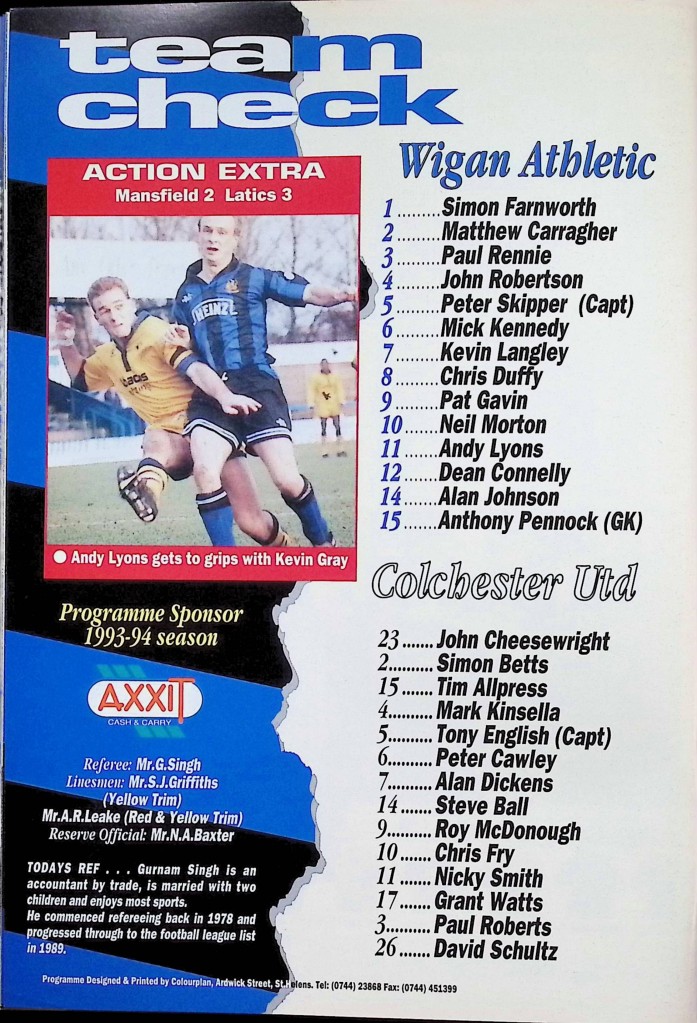 team
check
ACTION EXTRA
Mansfield 2 Latics 3
HEINZ
● Andy Lyons gets to grips with Kevin Gray
Programme Sponsor
1993-94 season
AXXIT
CASH & CARRY
Referee: Mr.G.Singh
Linesmen: Mr.S.J.Griffiths
(Yellow Trim)
Mr.A.R.Leake (Red & Yellow Trim)
Reserve Official: Mr.N.A.Baxter
TODAYS REF . . . Gurnam Singh is an
accountant by trade, is married with two
children and enjoys most sports.
He commenced refereeing back in 1978 and
progressed through to the football league list
in 1989.
Wigan Athletic
1.........Simon Farnworth
2.........Matthew Carragher
3.........Paul Rennie
4.........John Robertson
5.........Peter Skipper (Capt)
6.........Mick Kennedy
7.........Kevin Langley
8.........Chris Duffy
9.........Pat Gavin
10.......Neil Morton
11.......Andy Lyons
12.......Dean Connelly
14.......Alan Johnson
15.......Anthony Pennock (GK)
Colchester Utd
23.......John Cheesewright
2..........Simon Betts
15.......Tim Allpress
4..........Mark Kinsella
5..........Tony English (Capt)
6..........Peter Cawley
7..........Alan Dickens
14.......Steve Ball
9..........Roy McDonough
10.......Chris Fry
11.......Nicky Smith
17.......Grant Watts
3..........Paul Roberts
26.......David Schultz
Programme Designed & Printed by Colourplan, Ardwick Street, St.Helens. Tel: (0744) 23868 Fax: (0744) 451399